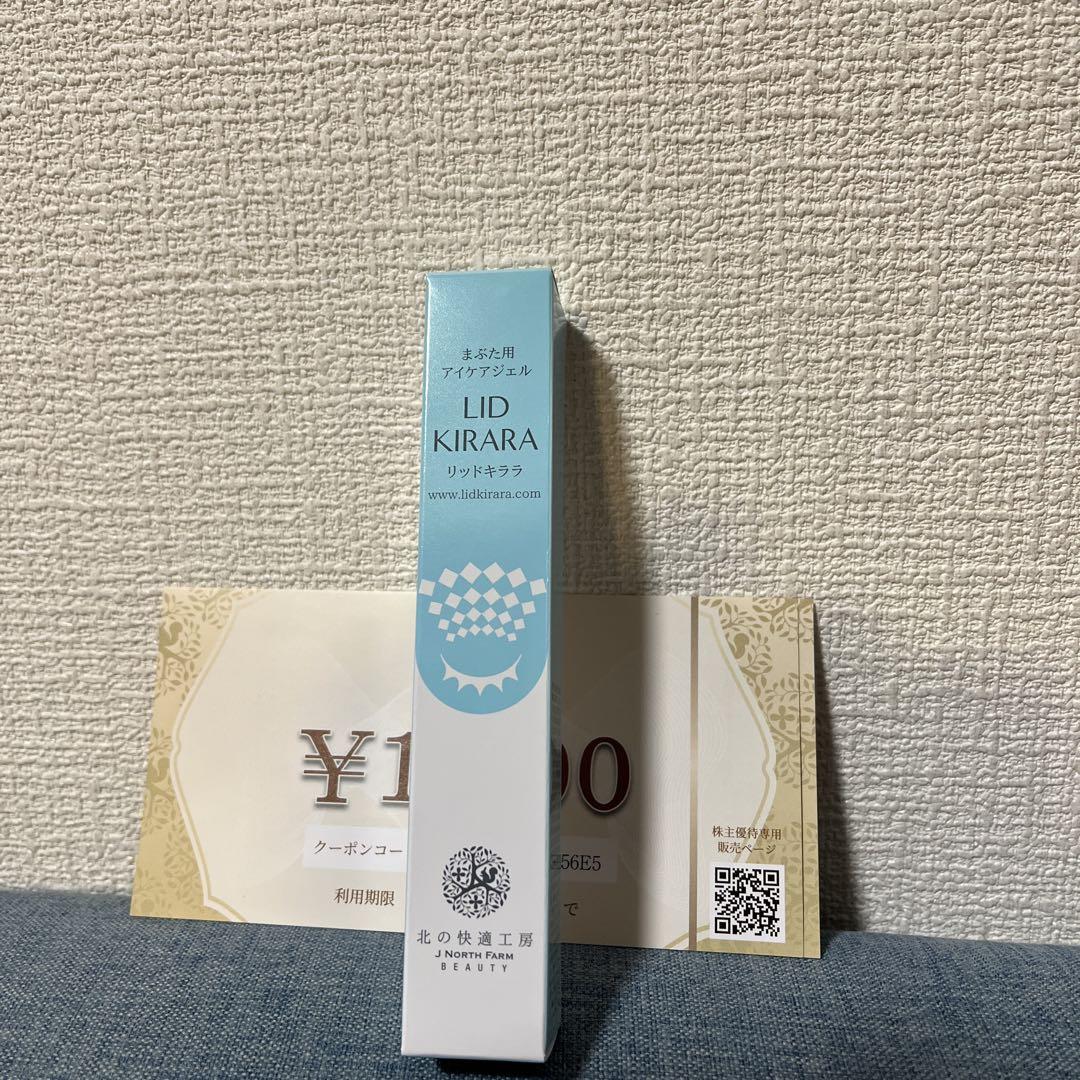 まぶた用
アイケアジェル
LID
KIRARA
リッドキララ
www.lidkirara.com
北の快適工房
J NORTH FARM
BEAUTY
¥1
00
クーポンコー
56E5
利用期限
で
株主優待専用
販売ページ